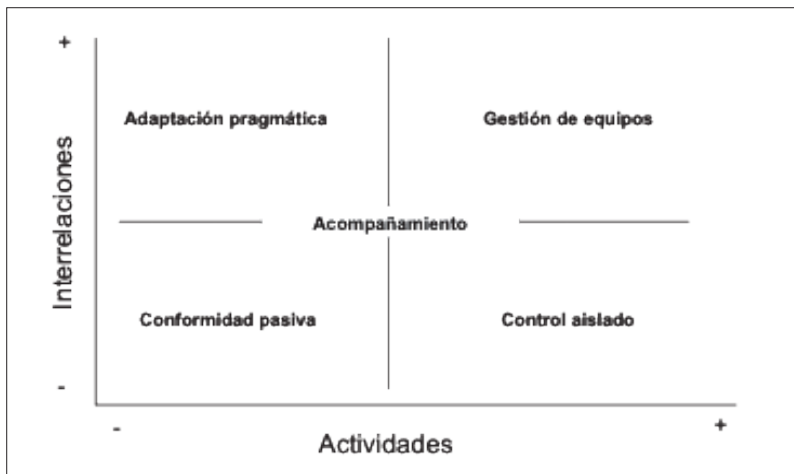 +
Adaptación pragmática
Gestión de equipos
Interrelaciones
Acompañamiento
Conformidad pasiva
Control aislado
-
-
+
Actividades